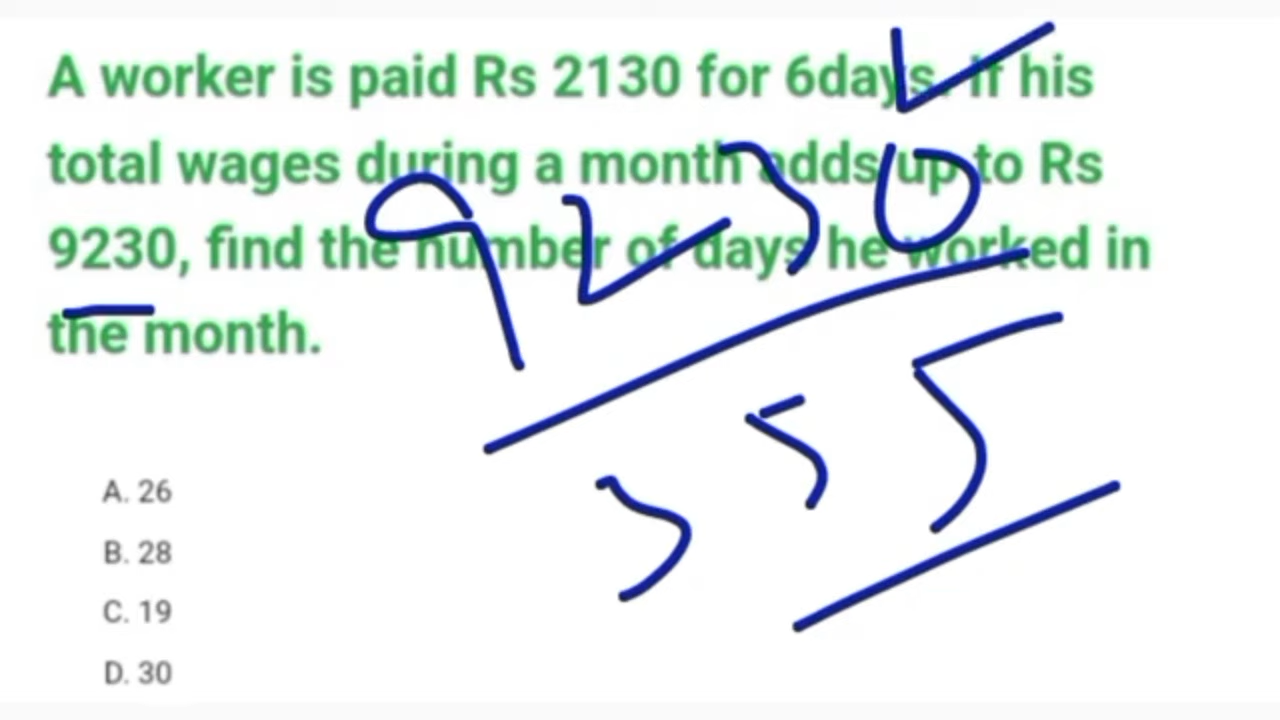 A worker is paid Rs 2130 for 6days. if his
total wages during a month adds up to Rs
9230, find the number of days he worked in
the month.
9230
355
A. 26
B. 28
C. 19
D. 30